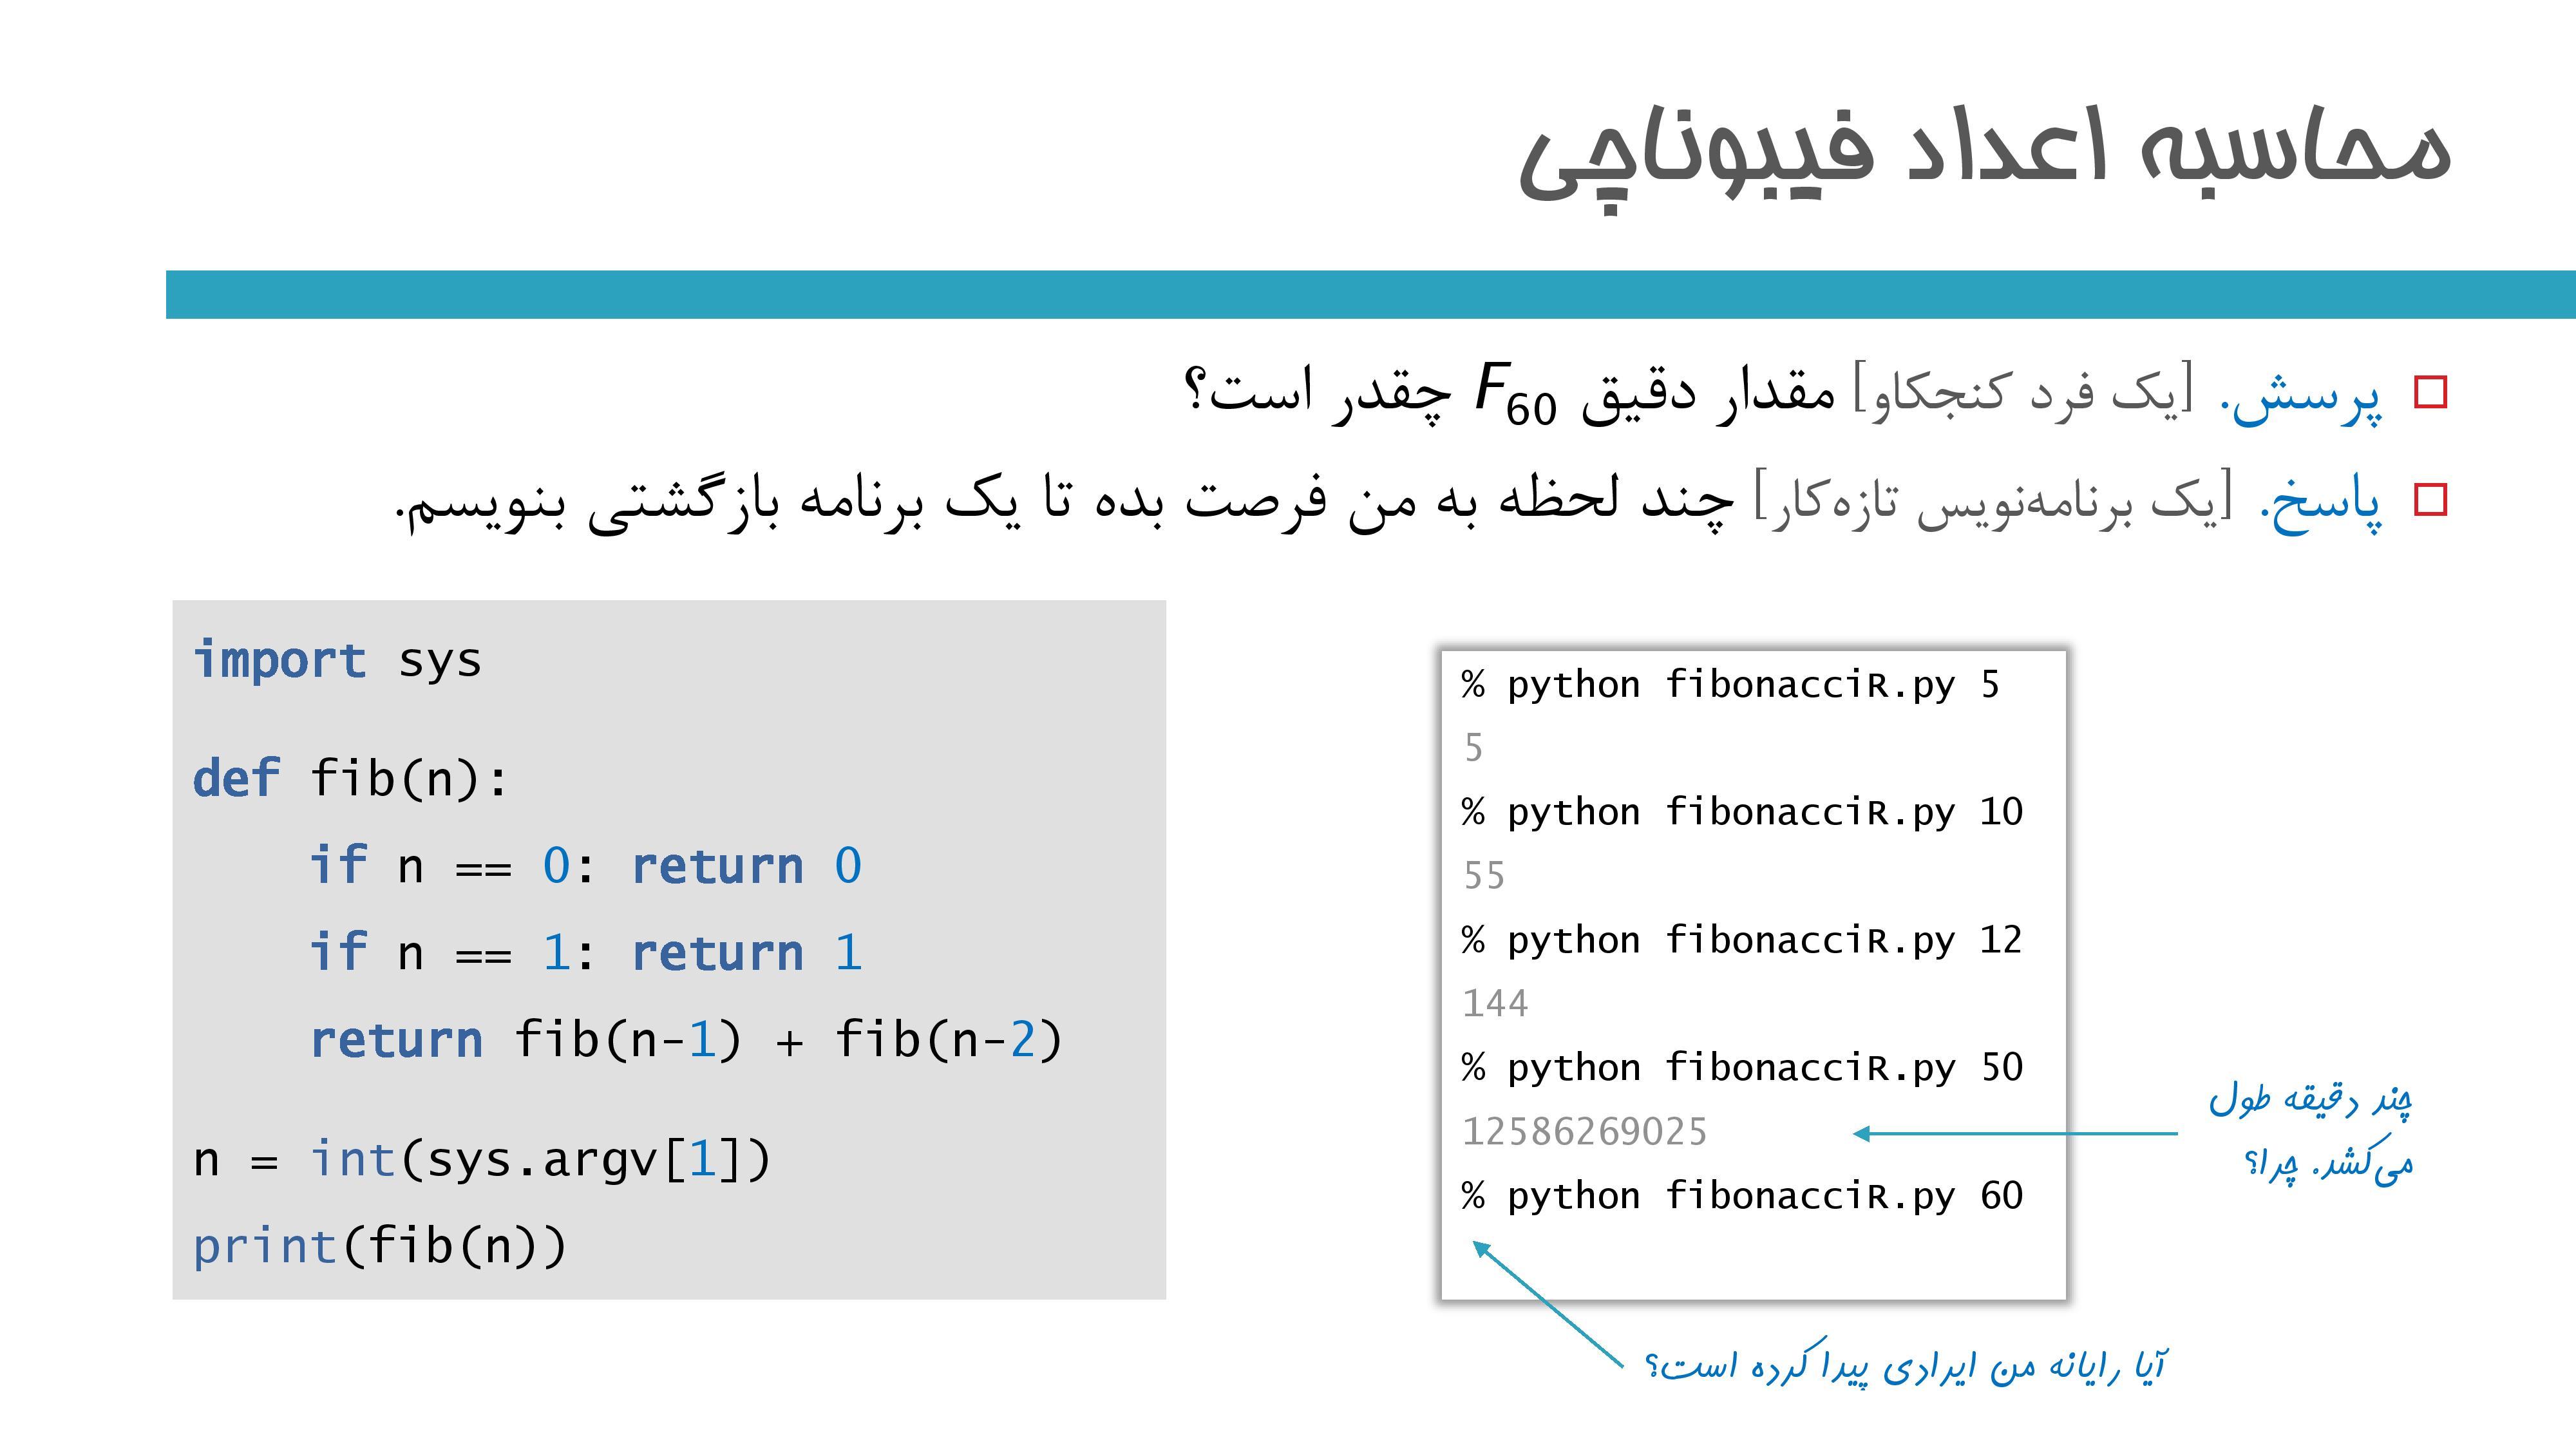 محاسبه اعداد فیبوناچی
پرسش. [یک فرد کنجکاو] مقدار دقیق F60 چقدر است؟
پاسخ. [یک برنامه‌نویس تازه‌کار] چند لحظه به من فرصت بده تا یک برنامه بازگشتی بنویسم.
import sys
def fib(n):
    if n == 0: return 0
    if n == 1: return 1
    return fib(n-1) + fib(n-2)
n = int(sys.argv[1])
print(fib(n))
% python fibonacciR.py 5
5
% python fibonacciR.py 10
55
% python fibonacciR.py 12
144
% python fibonacciR.py 50
12586269025
% python fibonacciR.py 60
چند دقیقه طول
می‌کشد. چرا؟
آیا رایانه من ایرادی پیدا کرده است؟